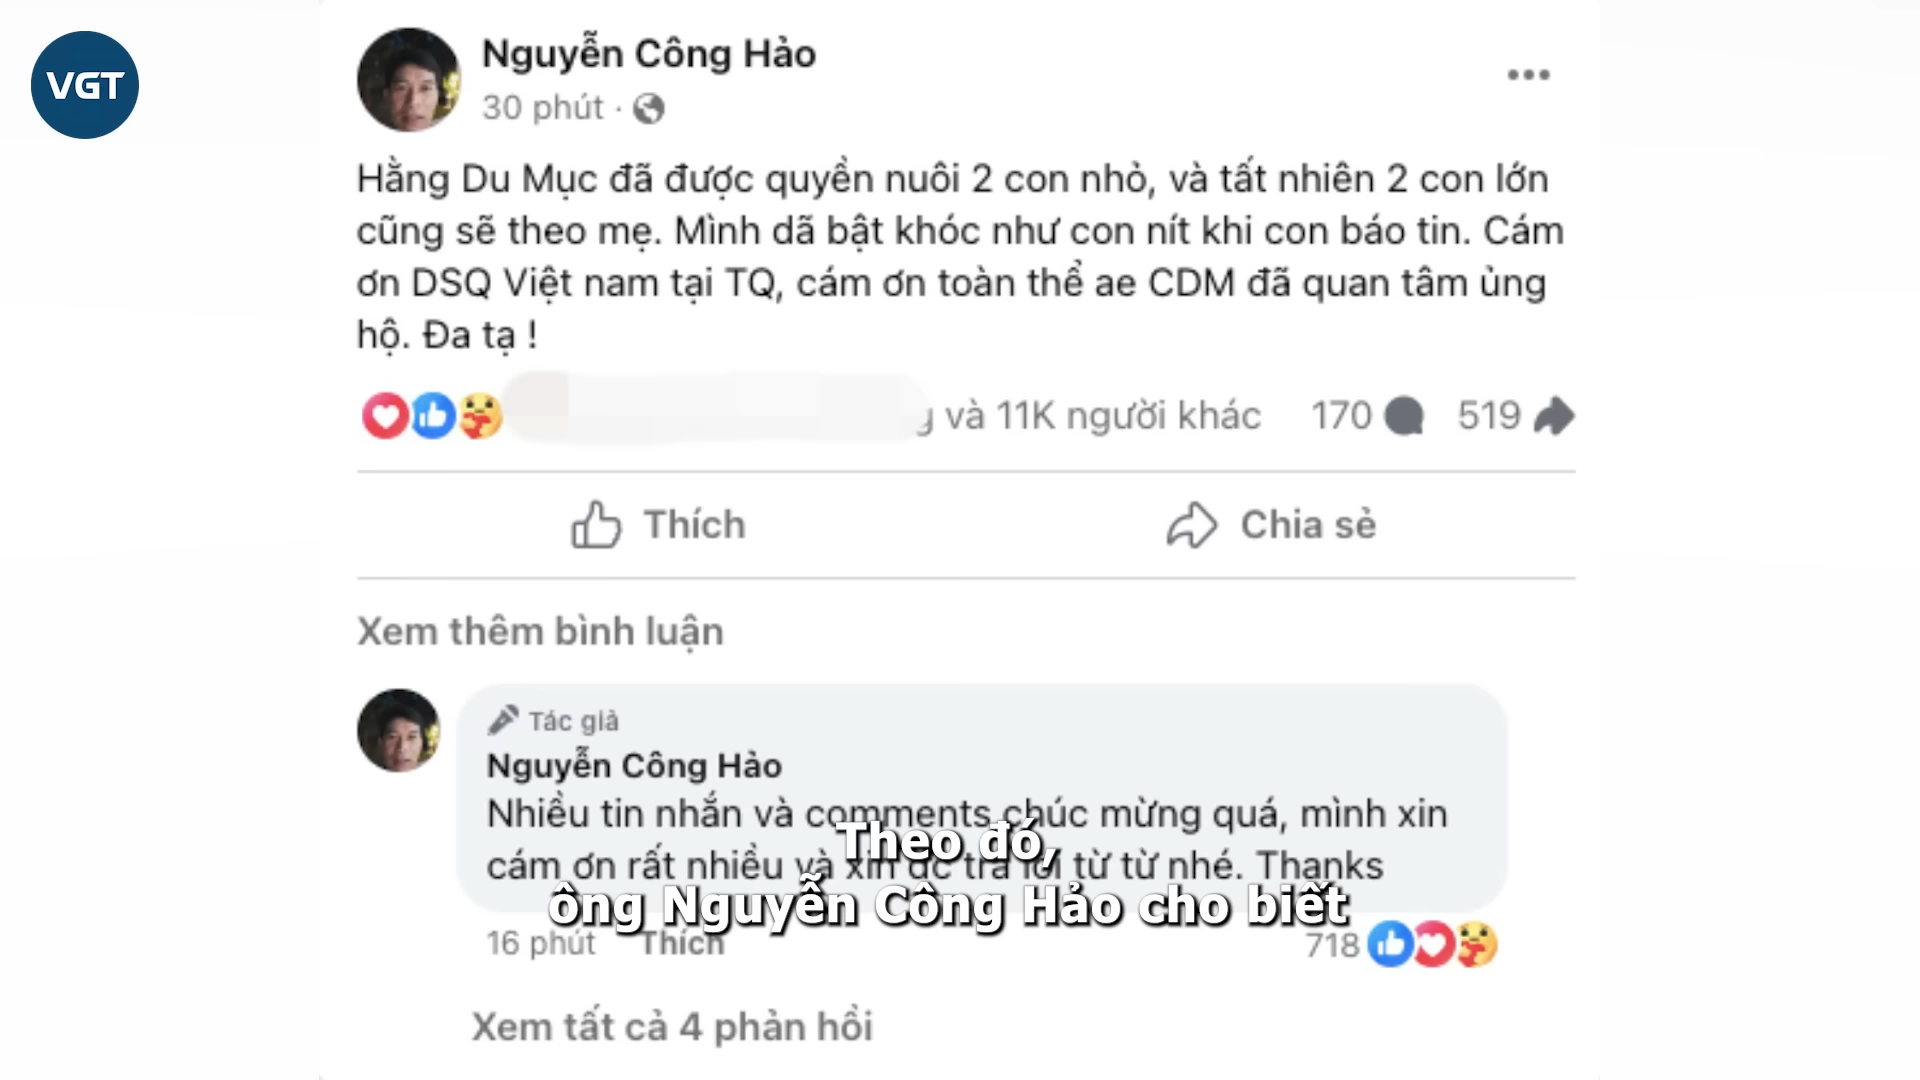 VGT
Nguyễn Công Hảo
30 phút ·
Hằng Du Mục đã được quyền nuôi 2 con nhỏ, và tất nhiên 2 con lớn
cũng sẽ theo mẹ. Mình dã bật khóc như con nít khi con báo tin. Cám
ơn DSQ Việt nam tại TQ, cám ơn toàn thể ae CDM đã quan tâm ủng
hộ. Đa tạ !
và 11K người khác 170 519
Thích Chia sẻ
Xem thêm bình luận
Tác giả
Nguyễn Công Hảo
Nhiều tin nhắn và comments chúc mừng quá, mình xin
cám ơn rất nhiều và xin đc trả lời từ từ nhé. Thanks
Theo đó,
ông Nguyễn Công Hảo cho biết
16 phút Thích 718
Xem tất cả 4 phản hồi